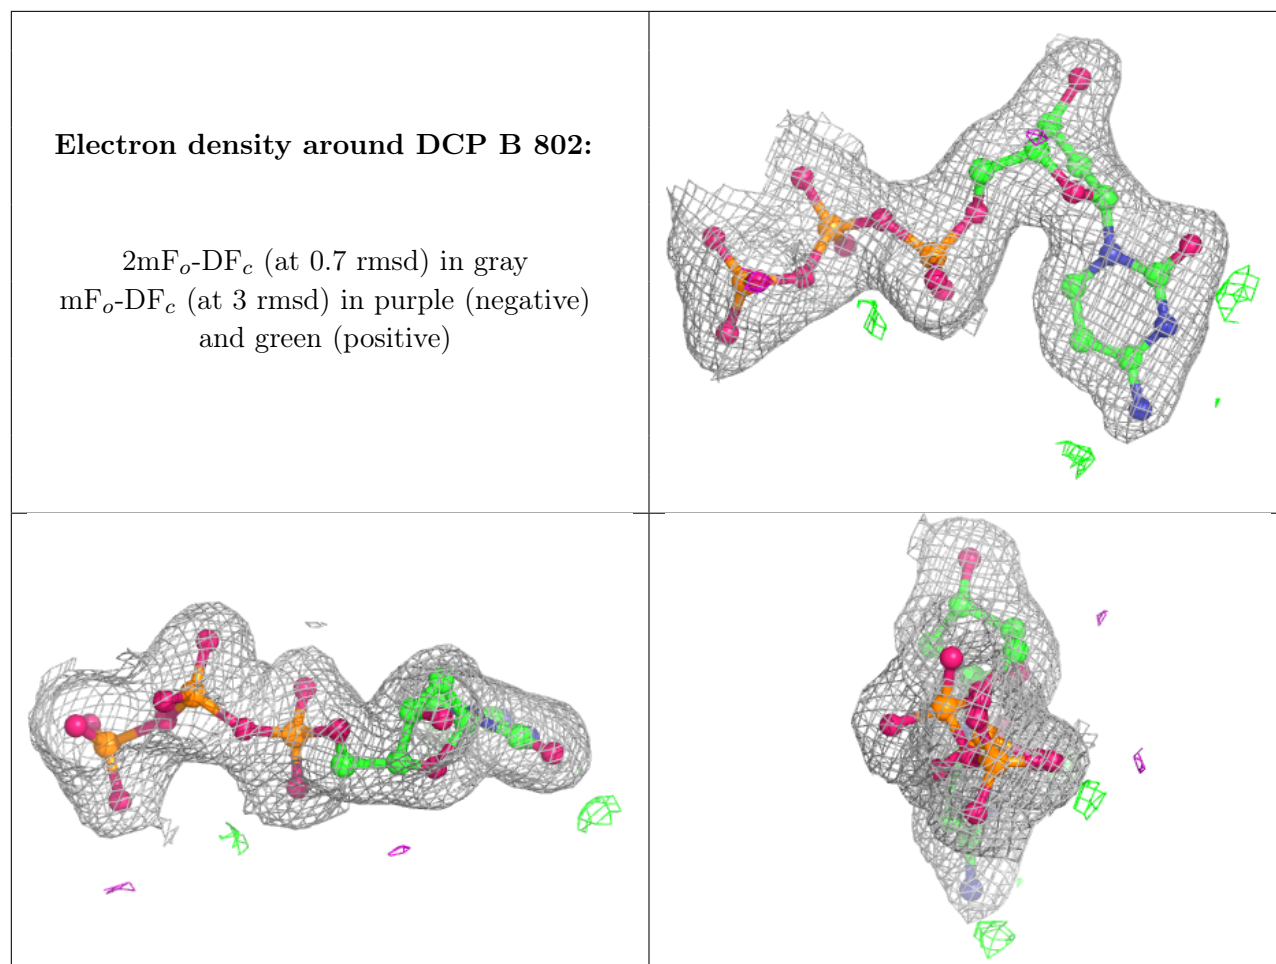 Electron density around DCP B 802:
2mFo-DFc (at 0.7 rmsd) in gray
mFo-DFc (at 3 rmsd) in purple (negative)
and green (positive)